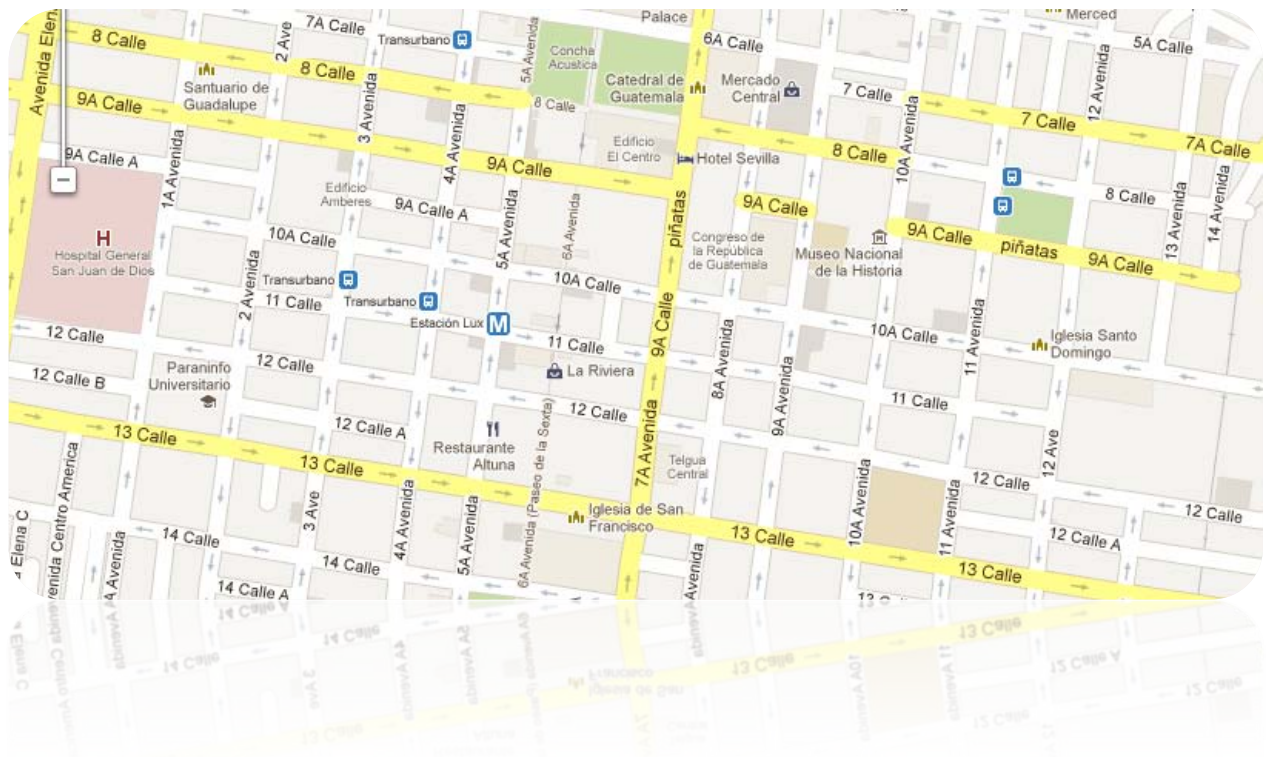 Palace
Merced
Avenida Elen
2 Ave
7A Calle
Transurbano
5A Avenida
6A Calle
5A Calle
8 Calle
8 Calle
Concha
Acustica
Catedral de
Guatemala
Mercado
Central
7 Calle
12 Avenida
Santuario de
Guadalupe
9A Calle
3 Avenida
8 Calle
7 Calle
7A Calle
4A Avenida
Edificio
El Centro
Hotel Sevilla
8 Calle
10A Avenida
9A Calle A
1A Avenida
9A Calle
Edificio
Amberes
9A Calle A
5A Avenida
6A Avenida
piñatas
9A Calle
8 Calle
13 Avenida
14 Avenida
H
Hospital General
San Juan de Dios
10A Calle
2 Avenida
Congreso de
la República
de Guatemala
Museo Nacional
de la Historia
9A Calle
piñatas
9A Calle
Transurbano
11 Calle
Transurbano
10A Calle
Estación Lux
M
9A Calle
8A Avenida
10A Calle
11 Avenida
Iglesia Santo
Domingo
12 Calle
12 Calle
11 Calle
Paraninfo
Universitario
La Riviera
9A Avenida
11 Calle
12 Calle B
12 Calle
12 Calle A
13 Calle
13 Calle
Restaurante
Altuna
6A Avenida (Paseo de la Sexta)
7A Avenida
Telgua
Central
12 Ave
12 Calle
12 Calle
12 Calle A
Elena C
venida Centro America
A Avenida
14 Calle
3 Ave
14 Calle
14 Calle A
4A Avenida
5A Avenida
Iglesia de San
Francisco
Avenida
13 Calle
10A Avenida
11 Avenida
13 Calle